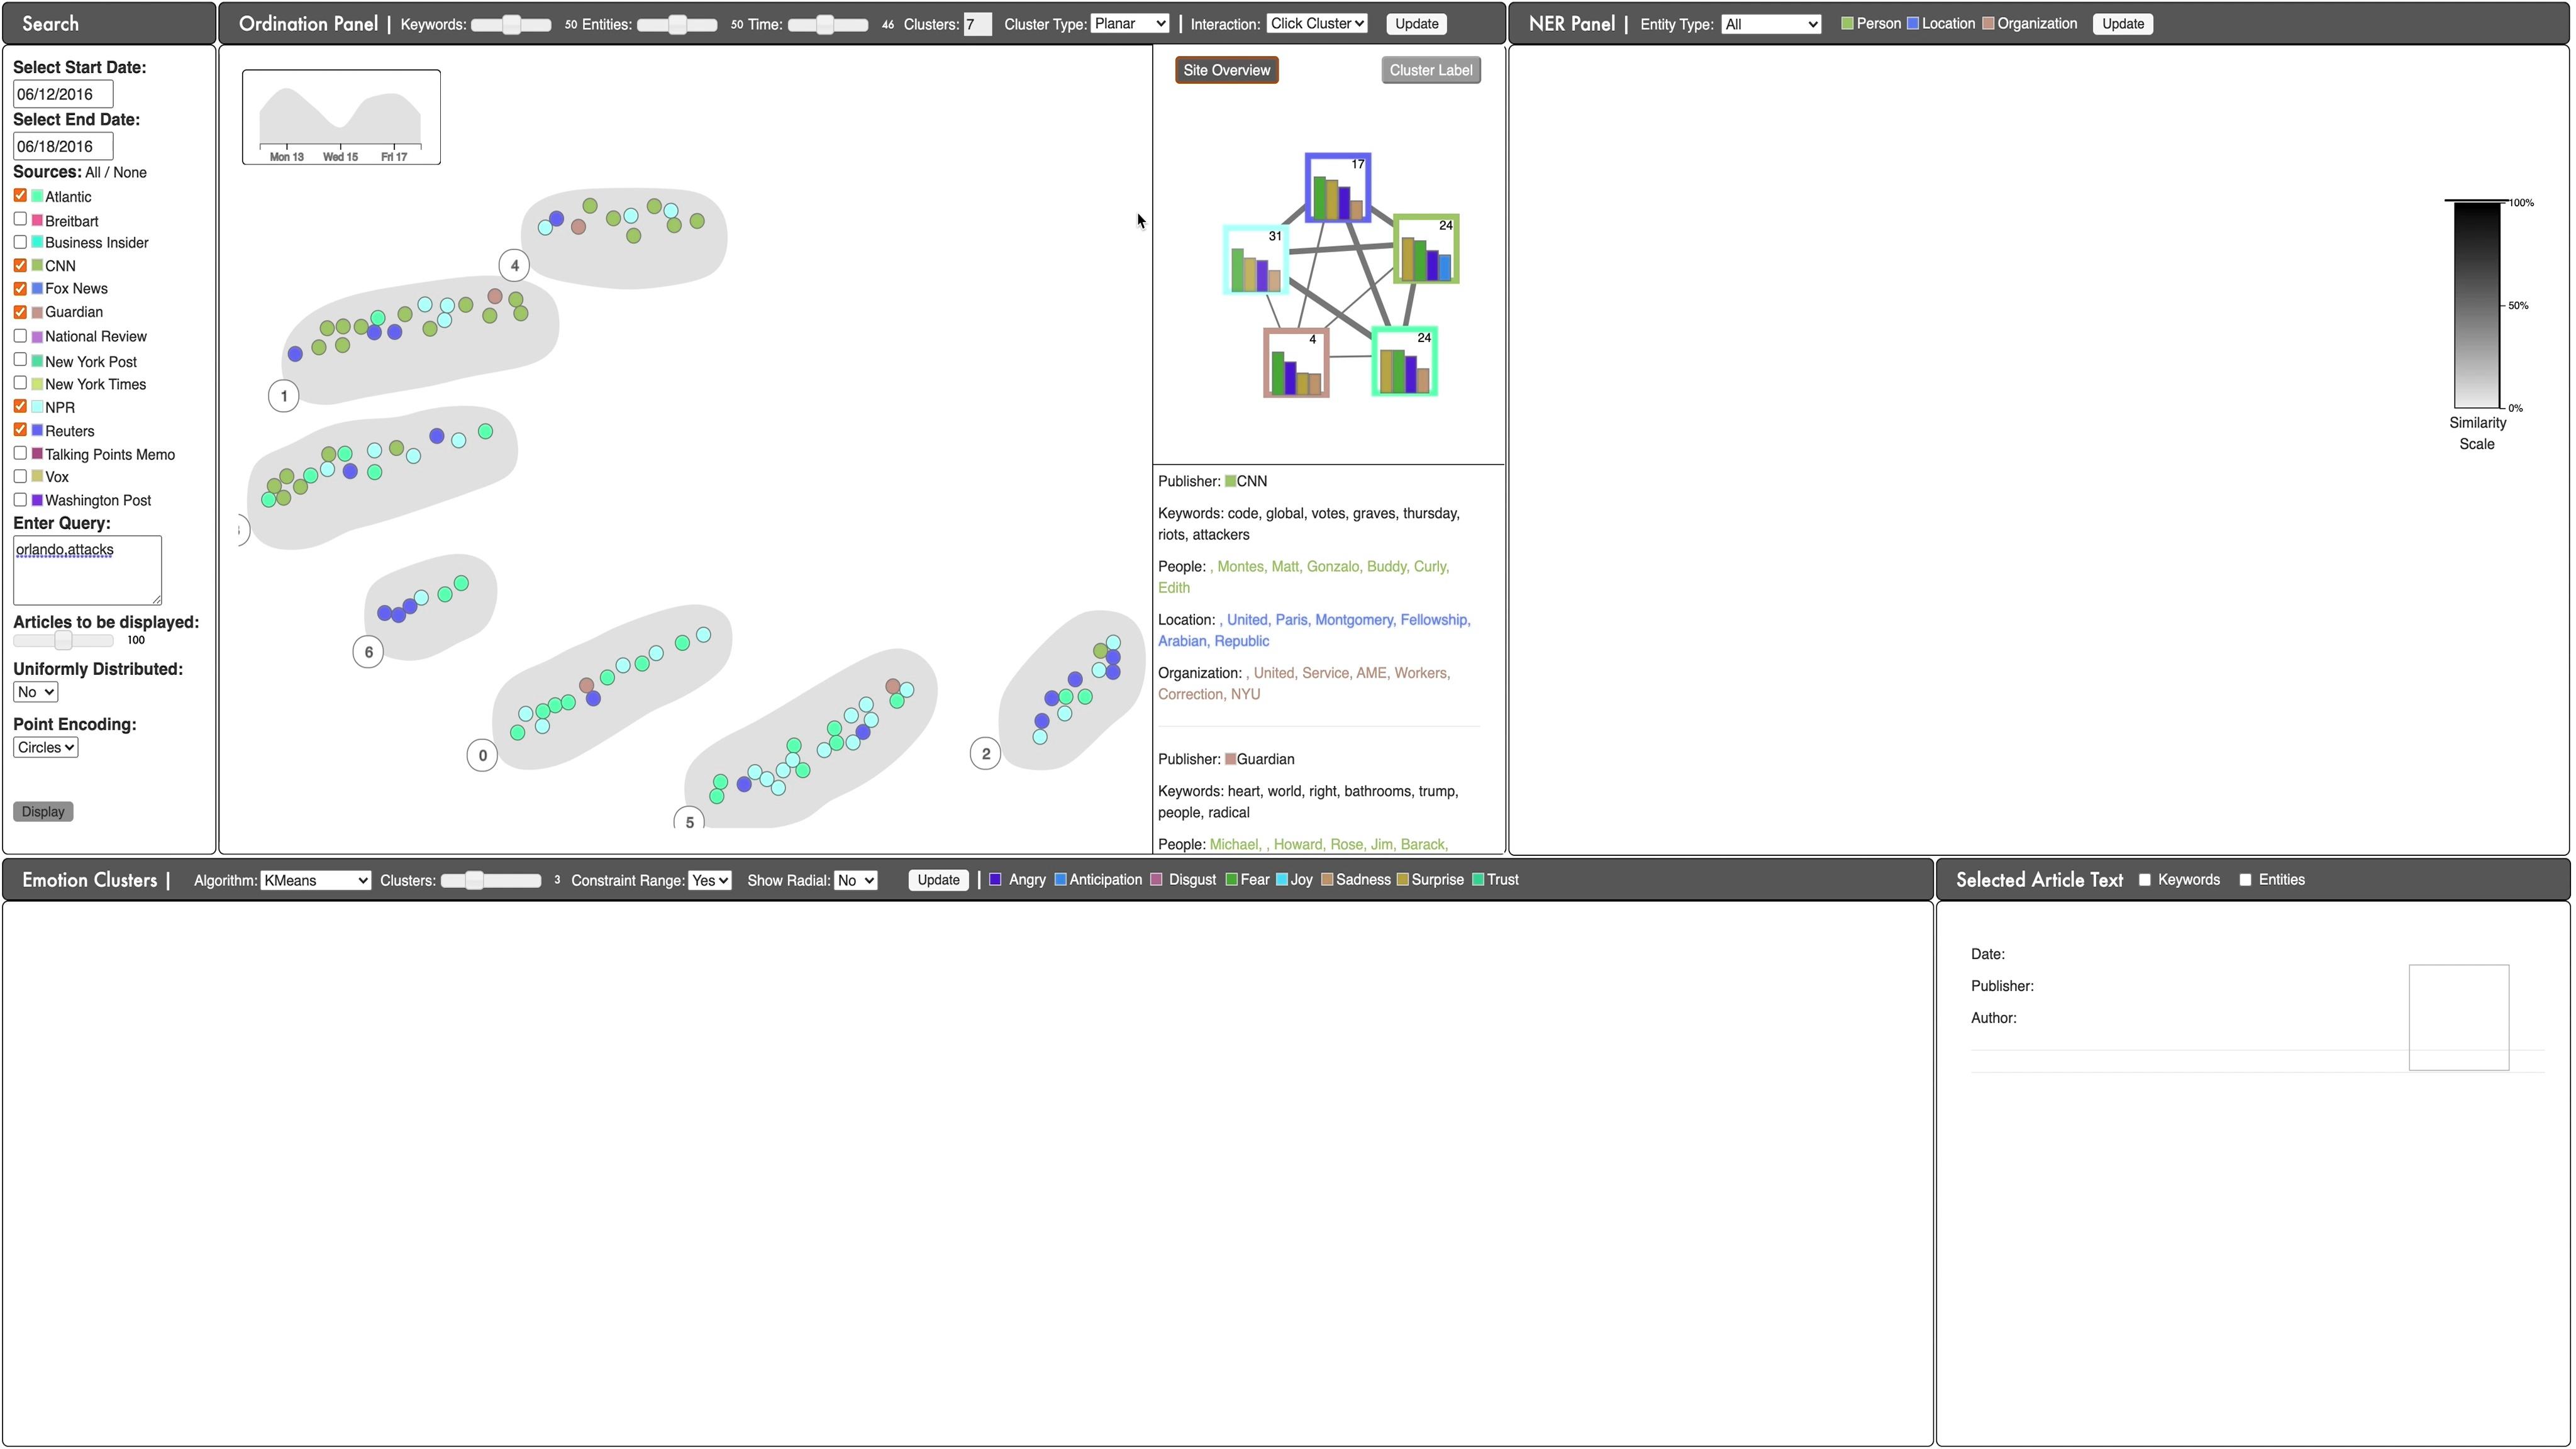 Search
Select Start Date:
06/12/2016
Select End Date:
06/18/2016
Sources: All / None
Atlantic
Breitbart
Business Insider
CNN
Fox News
Guardian
National Review
New York Post
New York Times
NPR
Reuters
Talking Points Memo
Vox
Washington Post
Enter Query:
orlando,attacks
Articles to be displayed:
100
Uniformly Distributed:
No
Point Encoding:
Circles
Display
Ordination Panel | Keywords: 50 Entities: 50 Time: 46 Clusters: 7 Cluster Type: Planar | Interaction: Click Cluster Update
Mon 13 Wed 15 Fri 17
4
1
6
0
5
2
Site Overview Cluster Label
17
24
31
4
24
Publisher: CNN
Keywords: code, global, votes, graves, thursday,
riots, attackers
People: , Montes, Matt, Gonzalo, Buddy, Curly,
Edith
Location: , United, Paris, Montgomery, Fellowship,
Arabian, Republic
Organization: , United, Service, AME, Workers,
Correction, NYU
Publisher: Guardian
Keywords: heart, world, right, bathrooms, trump,
people, radical
People: Michael, , Howard, Rose, Jim, Barack,
NER Panel | Entity Type: All Person Location Organization Update
100%
50%
0%
Similarity
Scale
Emotion Clusters | Algorithm: KMeans Clusters: 3 Constraint Range: Yes Show Radial: No Update | Angry Anticipation Disgust Fear Joy Sadness Surprise Trust
Selected Article Text Keywords Entities
Date:
Publisher:
Author: